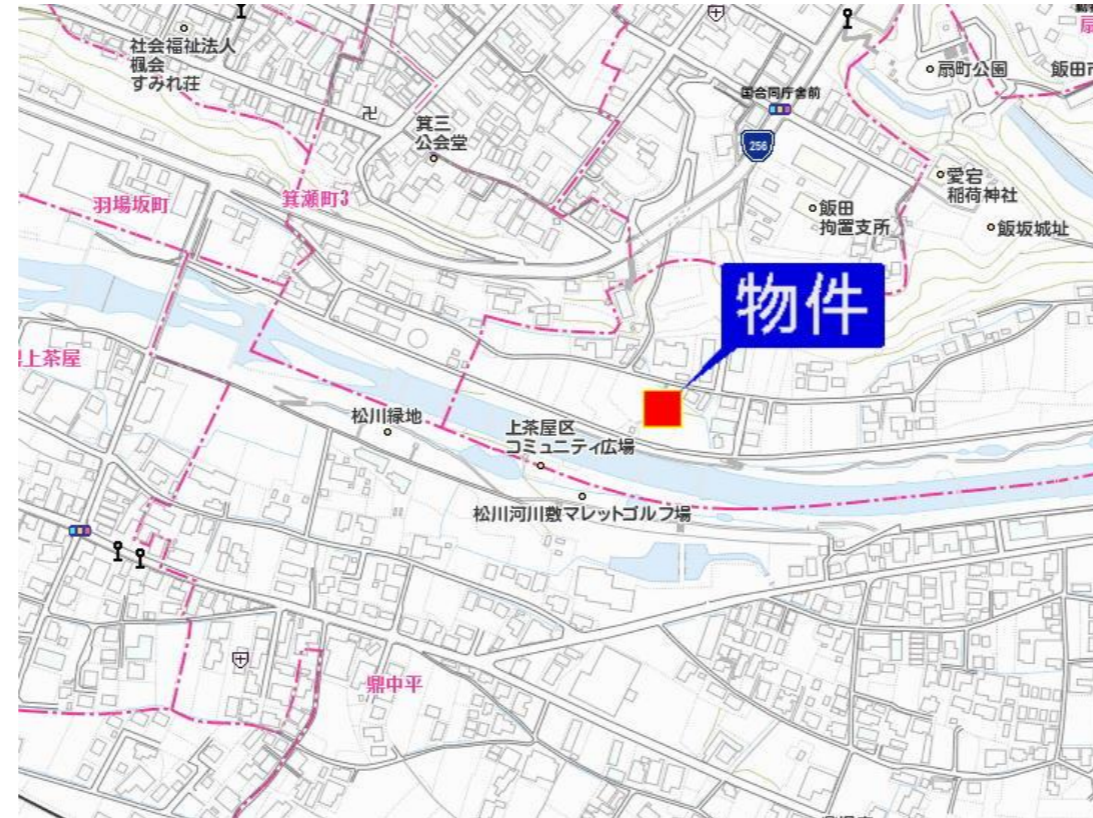 社会福祉法人
楓会
すみれ荘
箕三
公会堂
国合同庁舎前
256
扇町公園
飯田市
愛宕
稲荷神社
飯田
拘置支所
飯坂城址
羽場坂町
箕瀬町3
物件
上茶屋
松川緑地
上茶屋区
コミュニティ広場
松川河川敷マレットゴルフ場
鼎中平